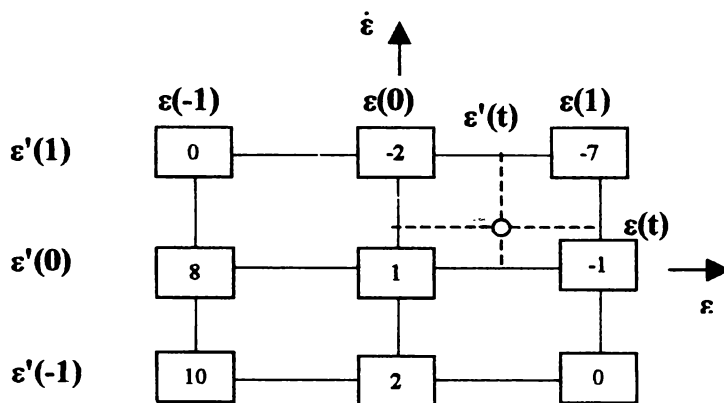 ε̇
ε(-1) ε(0) ε'(t) ε(1)
ε'(1) 0 -2 -7
ε(t)
ε'(0) 8 1 -1
ε
ε'(-1) 10 2 0